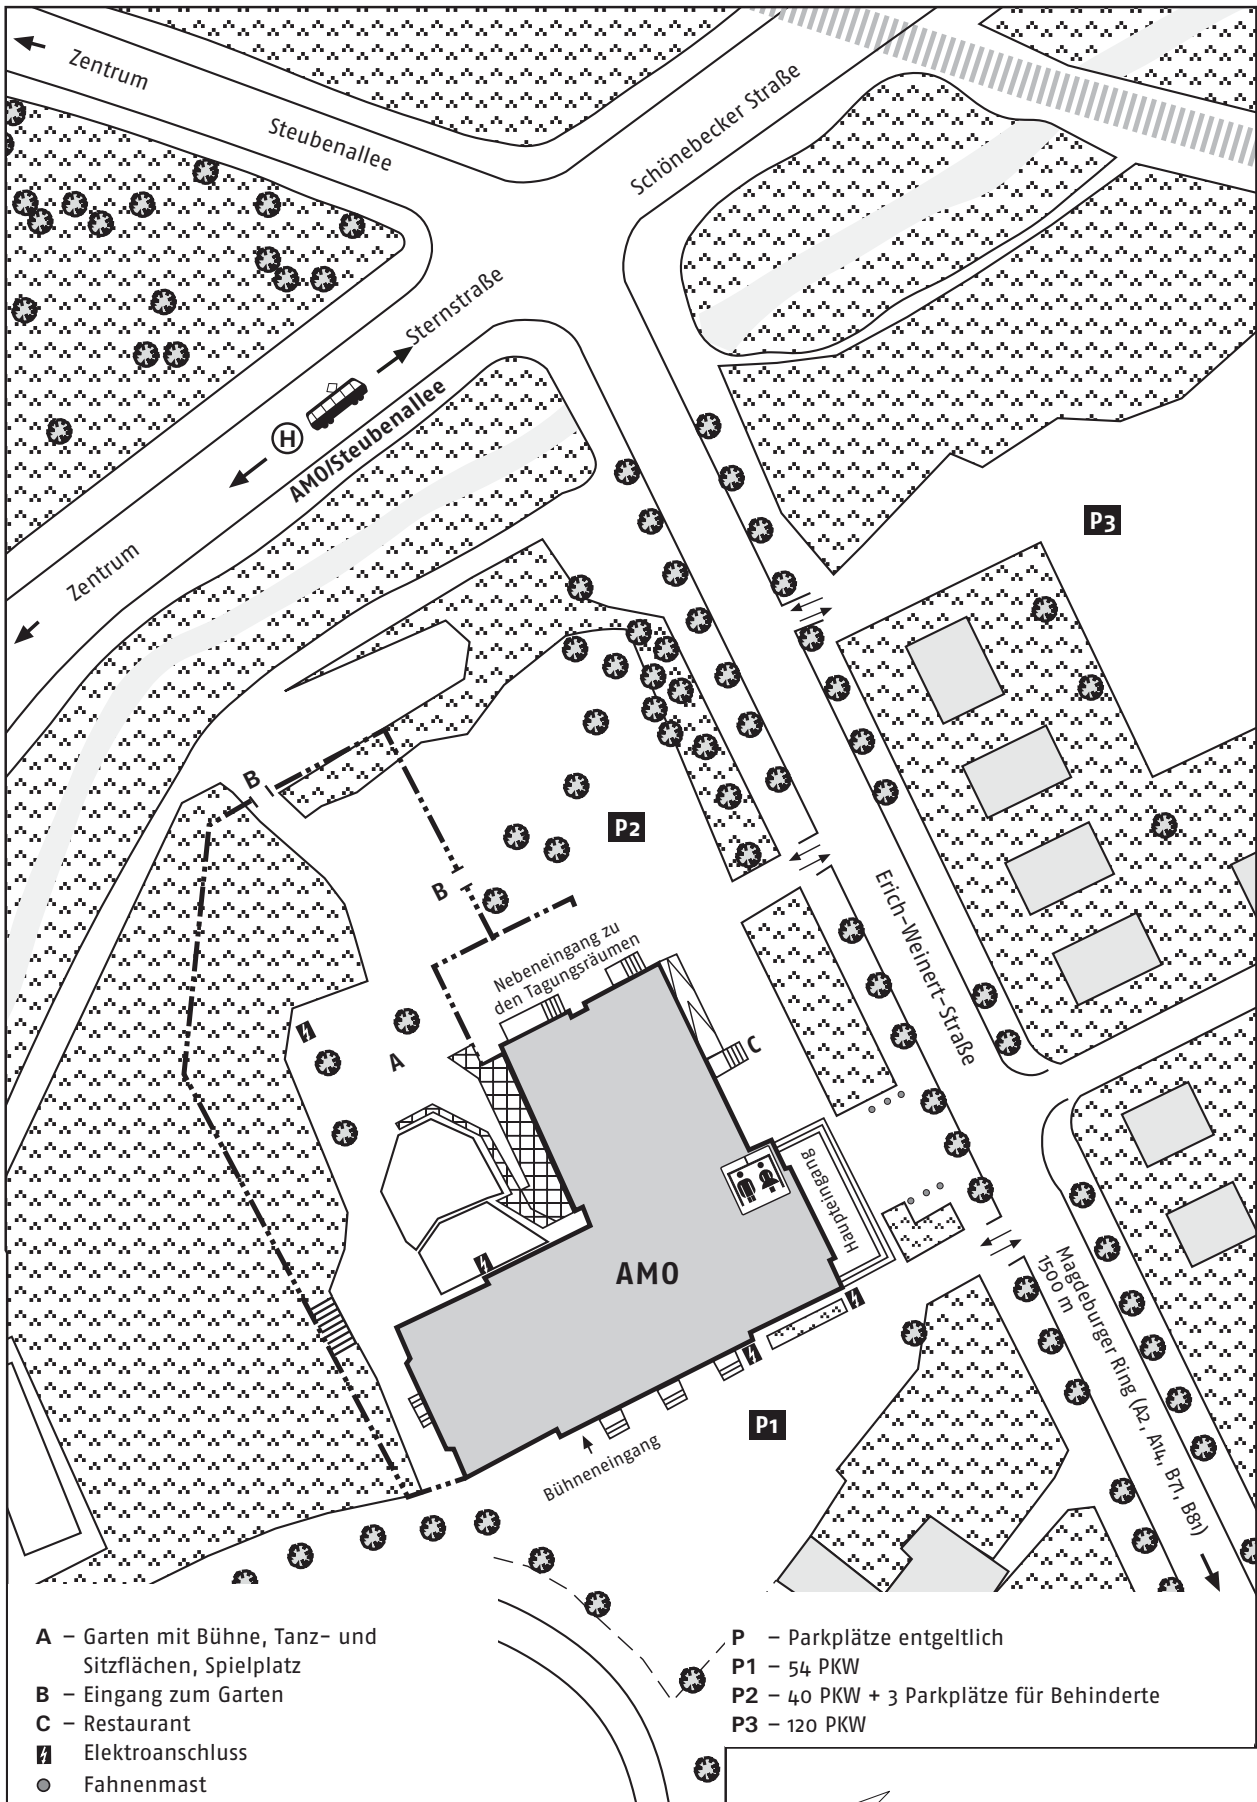 Zentrum
Steubenallee
Schönebecker Straße
Sternstraße
H
AMO/Steubenallee
Zentrum
P3
B
P2
B
Erich-Weinert-Straße
Nebeneingang zu
den Tagungsräumen
A
C
Haupteingang
AMO
Magdeburger Ring (A2, A14, B71, B81)
1500 m
P1
Bühneneingang
A – Garten mit Bühne, Tanz- und
Sitzflächen, Spielplatz
B – Eingang zum Garten
C – Restaurant
Elektroanschluss
Fahnenmast
P – Parkplätze entgeltlich
P1 – 54 PKW
P2 – 40 PKW + 3 Parkplätze für Behinderte
P3 – 120 PKW